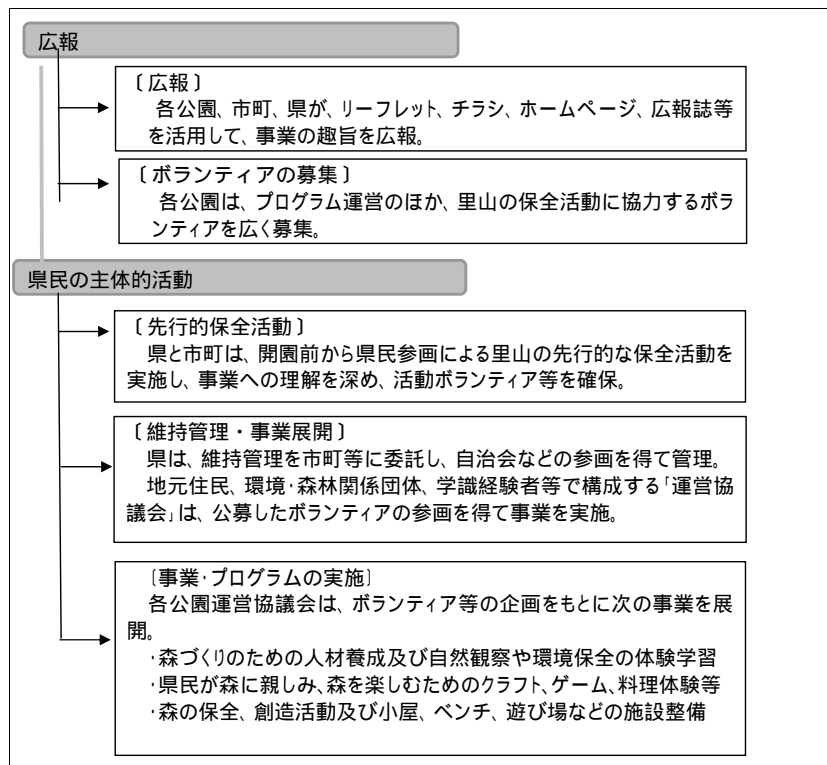 広報
〔広報〕
各公園、市町、県が、リーフレット、チラシ、ホームページ、広報誌等
を活用して、事業の趣旨を広報。
〔ボランティアの募集〕
各公園は、プログラム運営のほか、里山の保全活動に協力するボラ
ンティアを広く募集。
県民の主体的活動
〔先行的保全活動〕
県と市町は、開園前から県民参画による里山の先行的な保全活動を
実施し、事業への理解を深め、活動ボランティア等を確保。
〔維持管理・事業展開〕
県は、維持管理を市町等に委託し、自治会などの参画を得て管理。
地元住民、環境・森林関係団体、学識経験者等で構成する「運営協
議会」は、公募したボランティアの参画を得て事業を実施。
〔事業・プログラムの実施〕
各公園運営協議会は、ボランティア等の企画をもとに次の事業を展
開。
・森づくりのための人材養成及び自然観察や環境保全の体験学習
・県民が森に親しみ、森を楽しむためのクラフト、ゲーム、料理体験等
・森の保全、創造活動及び小屋、ベンチ、遊び場などの施設整備